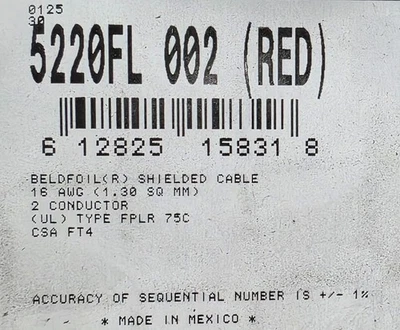 0125
30
5220FL 002 (RED)
6 12825 15831 8
BELDFOIL(R) SHIELDED CABLE
16 AWG (1.30 SQ MM)
2 CONDUCTOR
(UL) TYPE FPLR 75C
CSA FT4
ACCURACY OF SEQUENTIAL NUMBER IS +/- 1%
* MADE IN MEXICO *